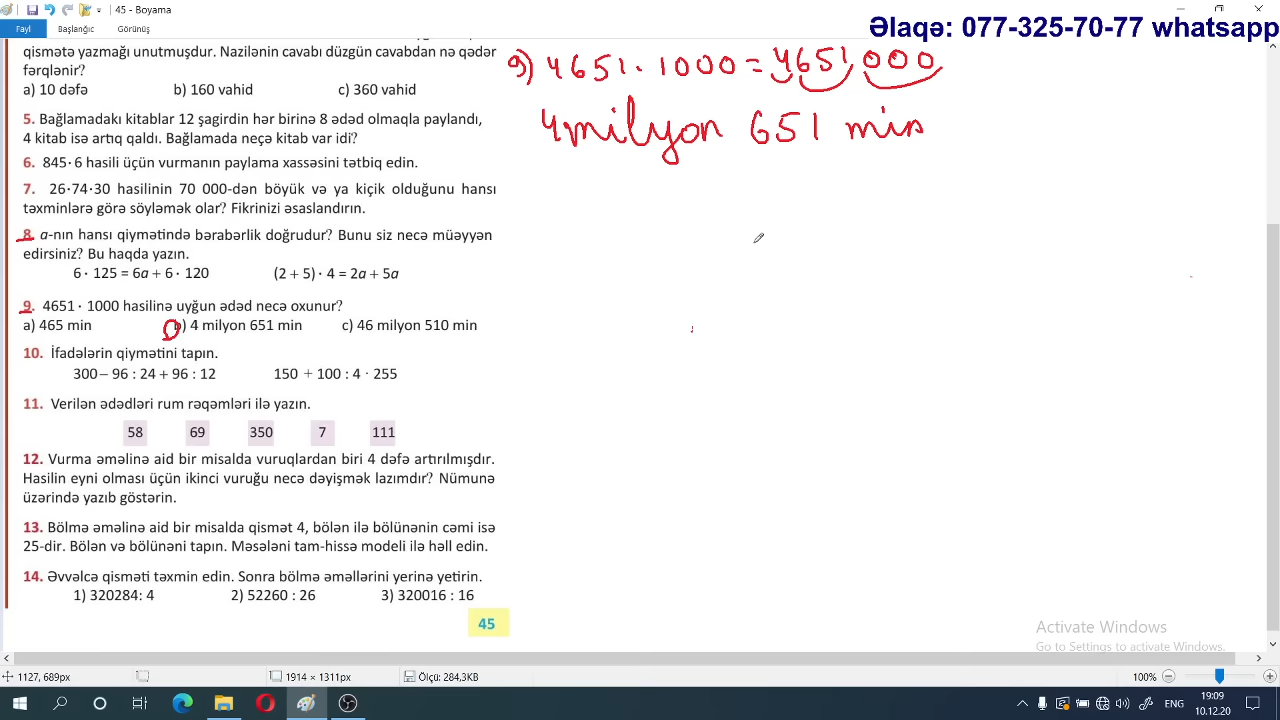 45 - Boyama
Fayl Başlanğıc Görünüş
Əlaqə: 077-325-70-77 whatsapp
qismətə yazmağı unutmuşdur. Nazilənin cavabı düzgün cavabdan nə qədər
fərqlənir?
a) 10 dəfə b) 160 vahid c) 360 vahid
5. Bağlamadakı kitablar 12 şagirdin hər birinə 8 ədəd olmaqla paylandı,
4 kitab isə artıq qaldı. Bağlamada neçə kitab var idi?
6. 845·6 hasili üçün vurmanın paylama xassəsini tətbiq edin.
7. 26·74·30 hasilinin 70 000-dən böyük və ya kiçik olduğunu hansı
təxminlərə görə söyləmək olar? Fikrinizi əsaslandırın.
8. a-nın hansı qiymətində bərabərlik doğrudur? Bunu siz necə müəyyən
edirsiniz? Bu haqda yazın.
6· 125 = 6a + 6· 120 (2 + 5)· 4 = 2a + 5a
9. 4651· 1000 hasilinə uyğun ədəd necə oxunur?
a) 465 min b) 4 milyon 651 min c) 46 milyon 510 min
10. İfadələrin qiymətini tapın.
300 – 96 : 24 + 96 : 12 150 + 100 : 4 · 255
11. Verilən ədədləri rum rəqəmləri ilə yazın.
58 69 350 7 111
12. Vurma əməlinə aid bir misalda vuruqlardan biri 4 dəfə artırılmışdır.
Hasilin eyni olması üçün ikinci vuruğu necə dəyişmək lazımdır? Nümunə
üzərində yazıb göstərin.
13. Bölmə əməlinə aid bir misalda qismət 4, bölən ilə bölünənin cəmi isə
25-dir. Bölən və bölünəni tapın. Məsələni tam-hissə modeli ilə həll edin.
14. Əvvəlcə qisməti təxmin edin. Sonra bölmə əməllərini yerinə yetirin.
1) 320284: 4 2) 52260 : 26 3) 320016 : 16
45
9) 4651 · 1000 = 4651000
4 milyon 651 min
Activate Windows
Go to Settings to activate Windows.
1127, 689px 1914 × 1311px Ölçü: 284,3KB 100%
ENG 19:09
10.12.20